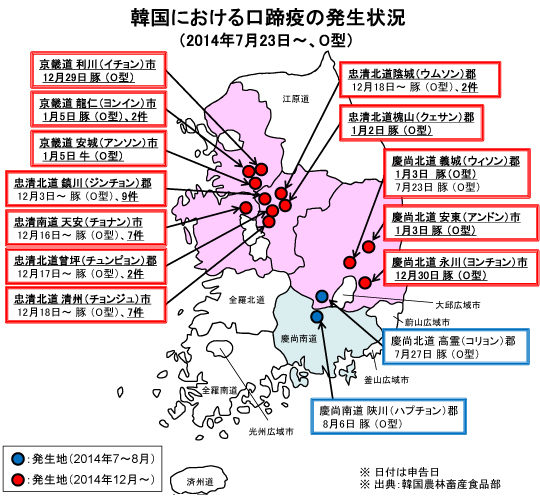 韓国における口蹄疫の発生状況
(2014年7月23日～、O型)
京畿道 利川(イチョン)市
12月29日 豚 (O型)
京畿道 龍仁(ヨンイン)市
1月5日 豚 (O型)、2件
京畿道 安城(アンソン)市
1月5日 牛 (O型)
忠清北道 鎮川(ジンチョン)郡
12月3日～ 豚 (O型)、9件
忠清南道 天安(チョナン)市
12月16日～ 豚 (O型)、7件
忠清北道曽坪(チュンピョン)郡
12月17日～ 豚 (O型)、2件
忠清北道 清州(チョンジュ)市
12月18日～ 豚 (O型)、7件
忠清北道陰城(ウムソン)郡
12月18日～ 豚 (O型)、2件
忠清北道槐山(クェサン)郡
1月2日 豚 (O型)
慶尚北道 義城(ウィソン)郡
1月3日 豚 (O型)
7月23日 豚 (O型)
慶尚北道 安東(アンドン)市
1月3日 豚 (O型)
慶尚北道 永川(ヨンチョン)市
12月30日 豚 (O型)
慶尚北道 高霊(コリョン)郡
7月27日 豚 (O型)
慶尚南道 陜川(ハプチョン)郡
8月6日 豚 (O型)
江原道
全羅北道
大邱広域市
蔚山広域市
慶尚南道
釜山広域市
全羅南道
光州広域市
済州道
:発生地(2014年7～8月)
:発生地(2014年12月～)
※ 日付は申告日
※ 出典:韓国農林畜産食品部